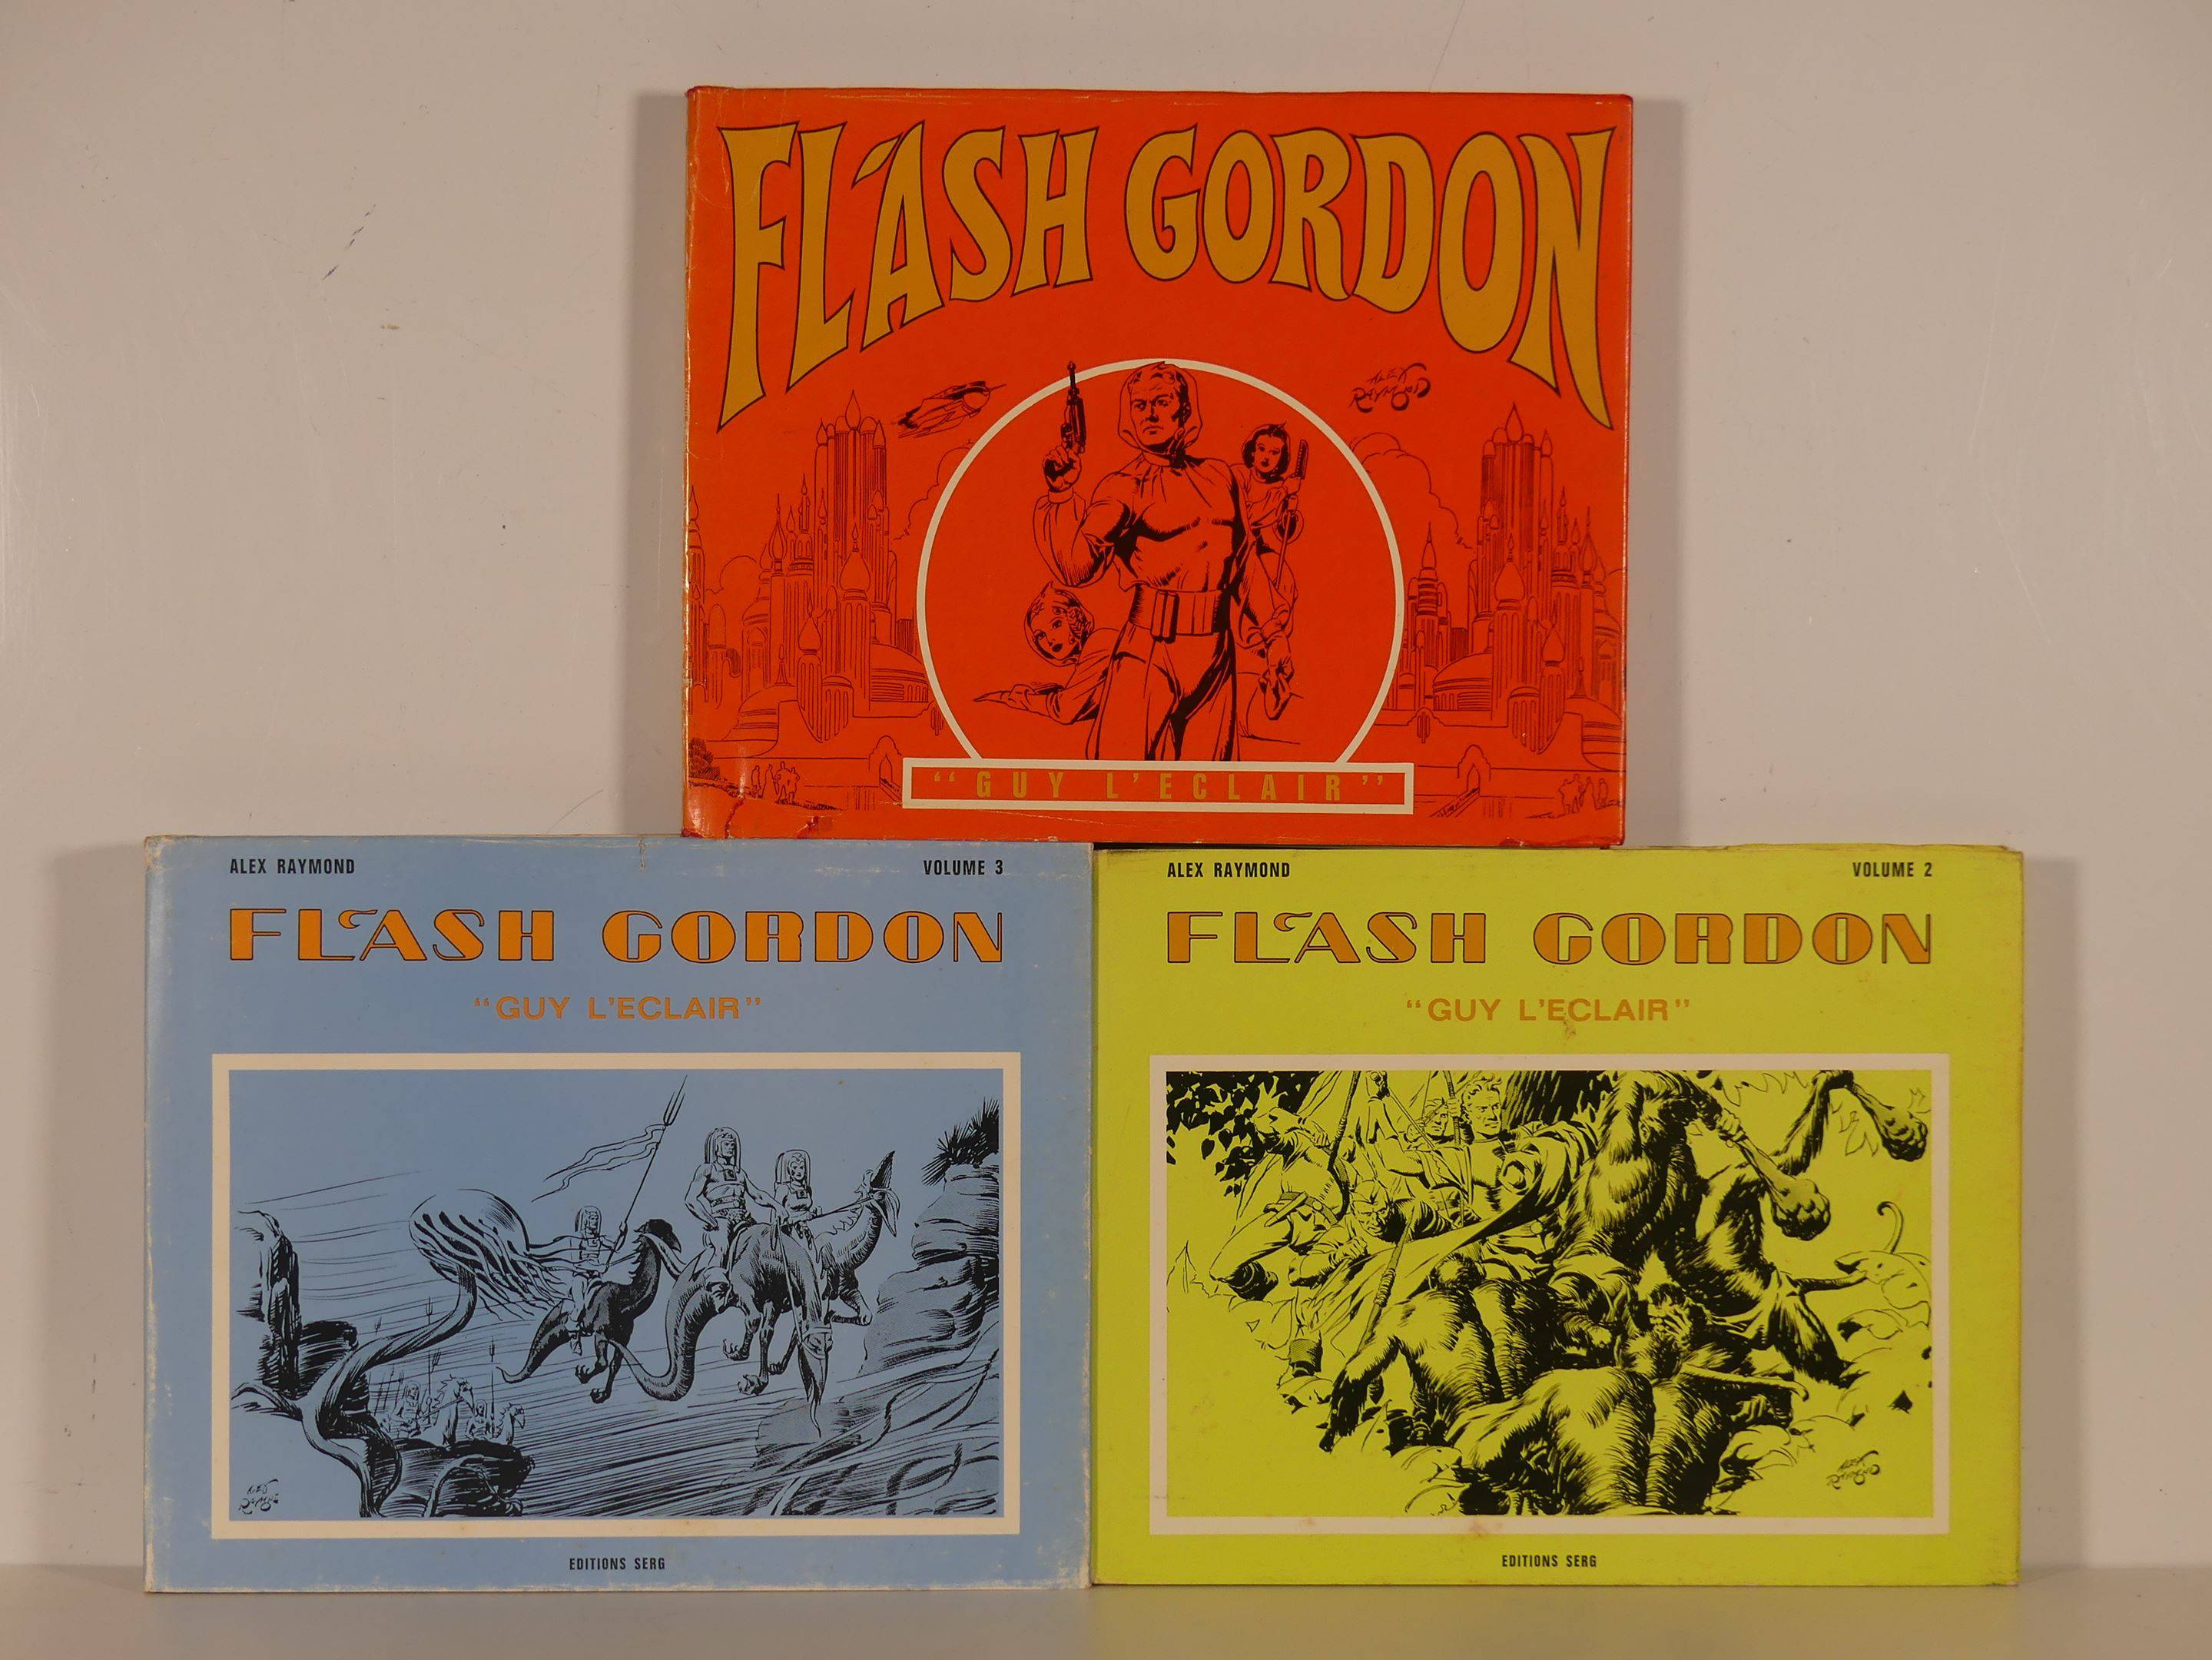 FLASH GORDON
ALEX
RAYMOND
"GUY L'ECLAIR"
ALEX RAYMOND
VOLUME 3
FLASH GORDON
"GUY L'ECLAIR"
ALEX
RAYMOND
EDITIONS SERG
ALEX RAYMOND
VOLUME 2
FLASH GORDON
"GUY L'ECLAIR"
ALEX
RAYMOND
EDITIONS SERG